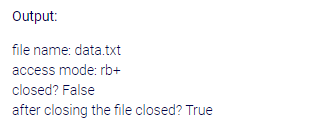 Output:
file name: data.txt
access mode: rb+
closed? False
after closing the file closed? True